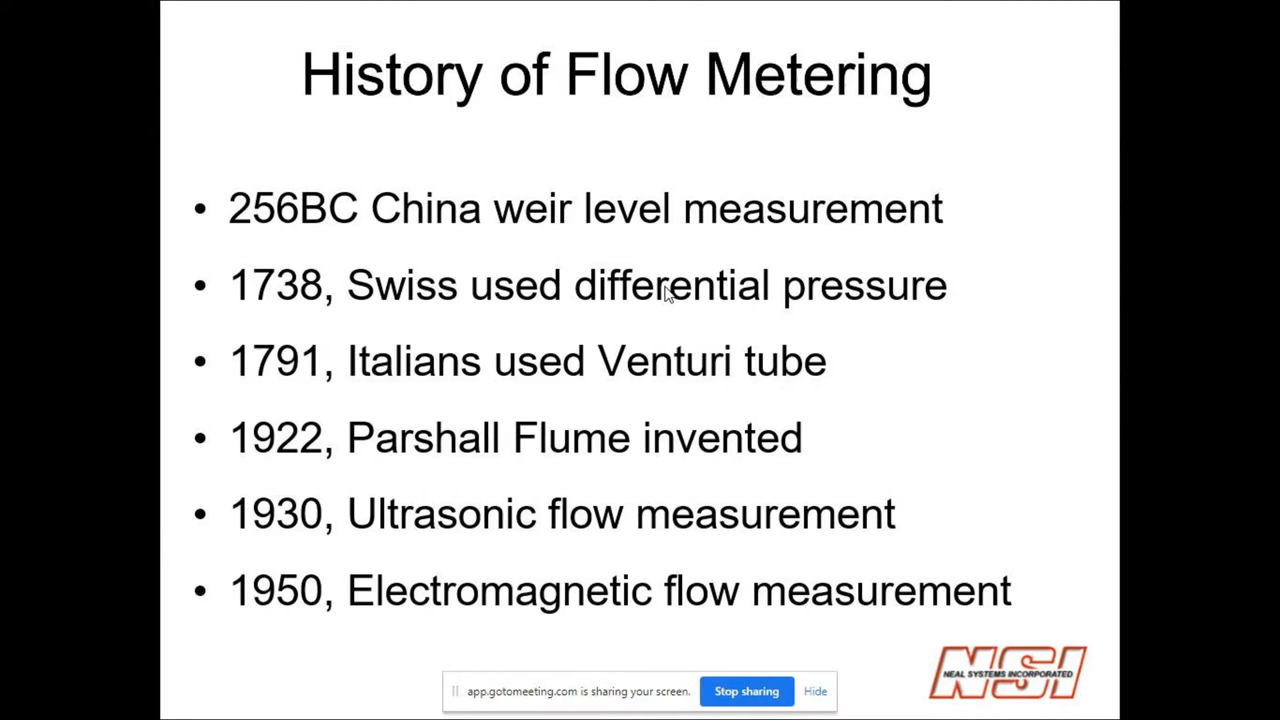 History of Flow Metering
• 256BC China weir level measurement
• 1738, Swiss used differential pressure
• 1791, Italians used Venturi tube
• 1922, Parshall Flume invented
• 1930, Ultrasonic flow measurement
• 1950, Electromagnetic flow measurement
NSI
NEAL SYSTEMS INCORPORATED
app.gotomeeting.com is sharing your screen. Stop sharing Hide